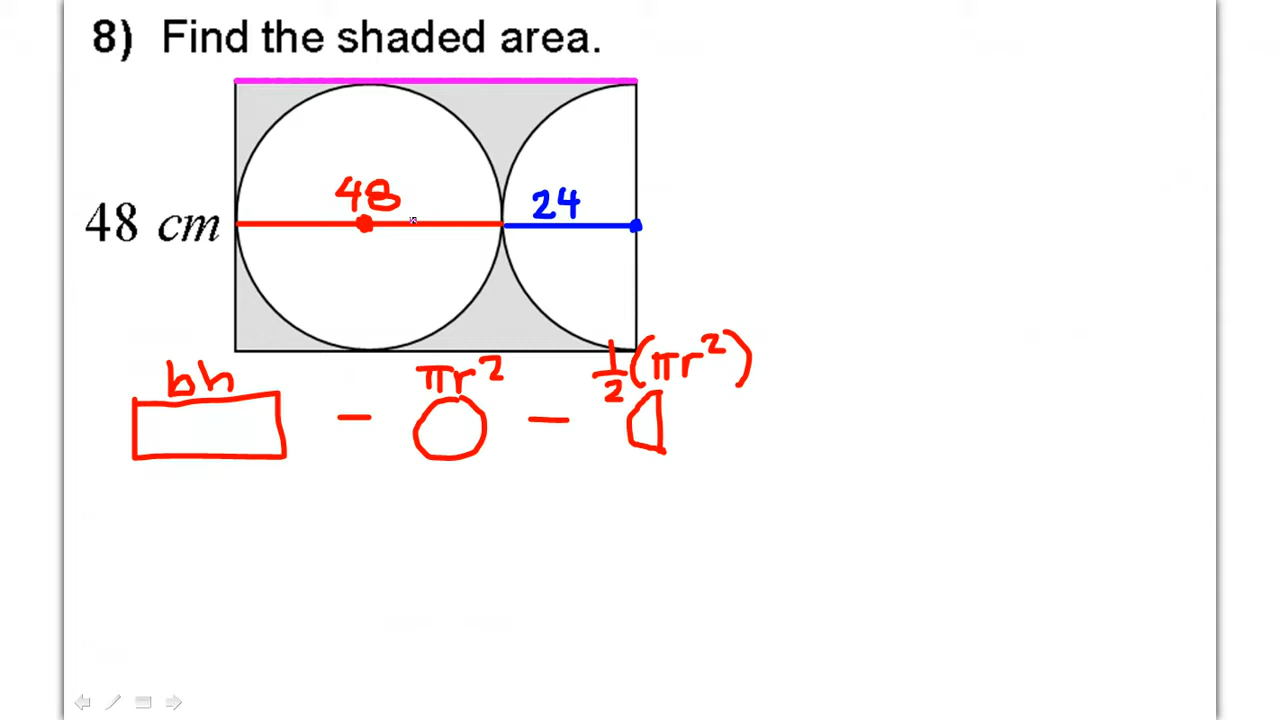 8) Find the shaded area.
48
24
48 cm
bh
πr²
½(πr²)
− −